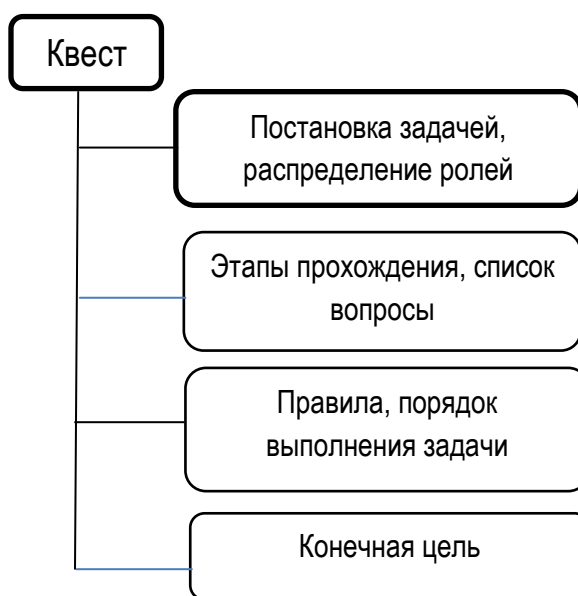 Квест
Постановка задачей,
распределение ролей
Этапы прохождения, список
вопросы
Правила, порядок
выполнения задачи
Конечная цель